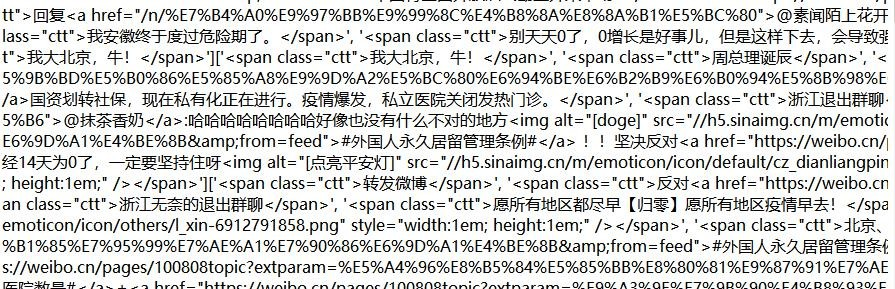 tt">回复<a href="/n/%E7%B4%A0%E9%97%BB%E9%99%8C%E4%B8%8A%E8%8A%B1%E5%BC%80">@素闻陌上花开
lass="ctt">我安徽终于度过危险期了。</span>', '<span class="ctt">别天天0了，0增长是好事儿，但是这样下去，会导致强
t">我大北京，牛！</span>']['<span class="ctt">我大北京，牛！</span>', '<span class="ctt">周总理诞辰</span>', '<
5%9B%BD%E5%B0%86%E5%85%A8%E9%9D%A2%E5%BC%80%E6%94%BE%E6%B2%B9%E6%B0%94%E5%8B%98%E
/a>国资划转社保，现在私有化正在进行。疫情爆发，私立医院关闭发热门诊。</span>', '<span class="ctt">浙江退出群聊
5%B6">@抹茶香奶</a>:哈哈哈哈哈哈哈哈好像也没有什么不对的地方<img alt="[doge]" src="//h5.sinaimg.cn/m/emotic
E6%9D%A1%E4%BE%8B&amp;from=feed">#外国人永久居留管理条例#</a> ！！坚决反对<a href="https://weibo.cn/p
经14天为0了，一定要坚持住呀<img alt="[点亮平安灯]" src="//h5.sinaimg.cn/m/emoticon/icon/default/cz_dianliangpin
; height:1em;" /></span>']['<span class="ctt">转发微博</span>', '<span class="ctt">反对<a href="https://weibo.cn
an class="ctt">浙江无奈的退出群聊</span>', '<span class="ctt">愿所有地区都尽早【归零】愿所有地区疫情早去！</spa
emoticon/icon/others/l_xin-6912791858.png" style="width:1em; height:1em;" /></span>', '<span class="ctt">北京、
%B1%85%E7%95%99%E7%AE%A1%E7%90%86%E6%9D%A1%E4%BE%8B&amp;from=feed">#外国人永久居留管理条例
s://weibo.cn/pages/100808topic?extparam=%E5%A4%96%E8%B5%84%E5%85%BB%E8%80%81%E9%87%91%E7%AE
医院数量#</a>+<a href="https://weibo.cn/pages/100808topic?extparam=%E9%A3%9E%E7%9B%90%E4%B8%93%E